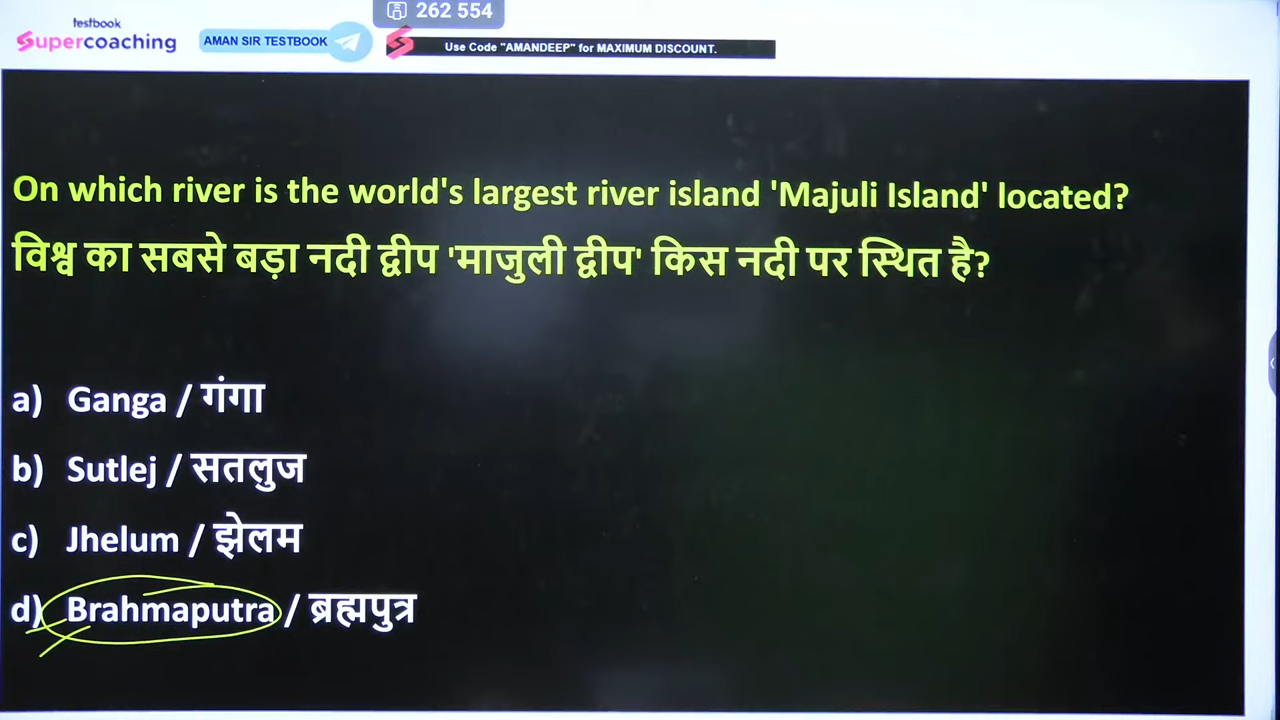 testbook
Supercoaching
AMAN SIR TESTBOOK
262 554
Use Code "AMANDEEP" for MAXIMUM DISCOUNT.
On which river is the world's largest river island 'Majuli Island' located?
विश्व का सबसे बड़ा नदी द्वीप 'माजुली द्वीप' किस नदी पर स्थित है?
a) Ganga / गंगा
b) Sutlej / सतलुज
c) Jhelum / झेलम
d) Brahmaputra / ब्रह्मपुत्र